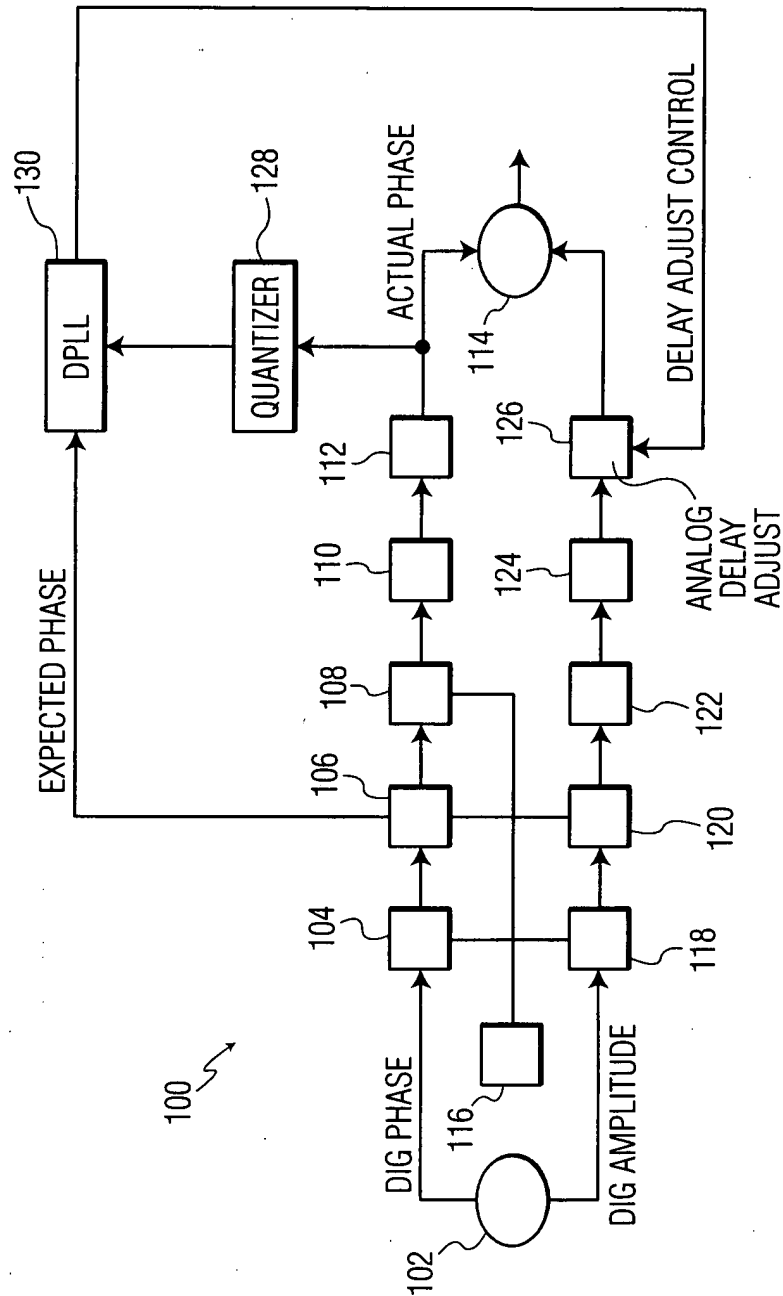 100
130
DPLL
128
QUANTIZER
EXPECTED PHASE
ACTUAL PHASE
DIG PHASE
104
106
108
110
112
114
102
116
DIG AMPLITUDE
118
120
122
124
126
ANALOG
DELAY
ADJUST
DELAY ADJUST CONTROL